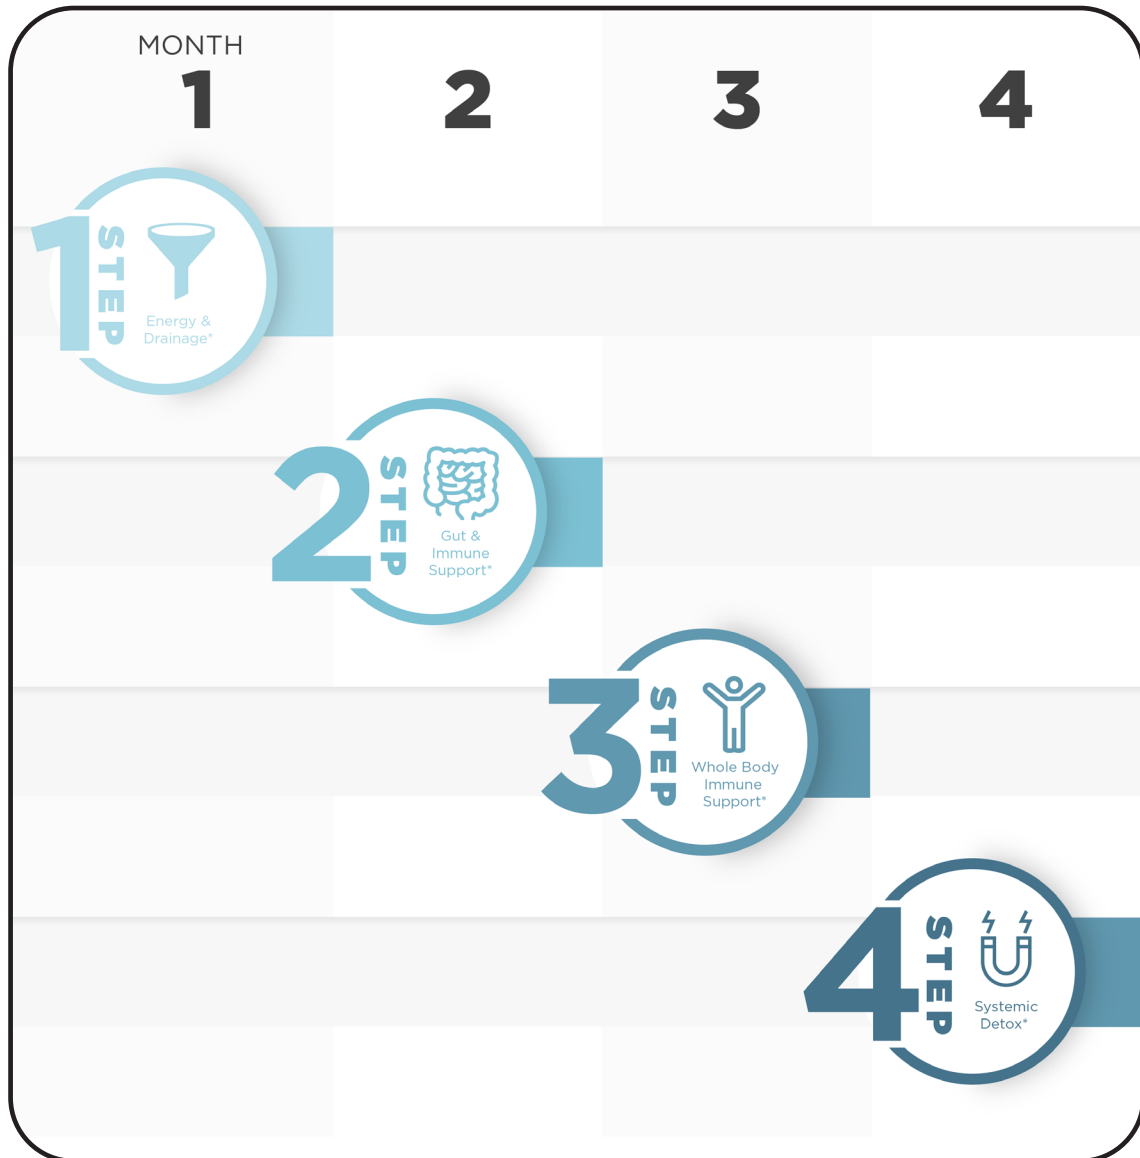 MONTH
1
2
3
4
1
STEP
Energy &
Drainage*
2
STEP
Gut &
Immune
Support*
3
STEP
Whole Body
Immune
Support*
4
STEP
Systemic
Detox*